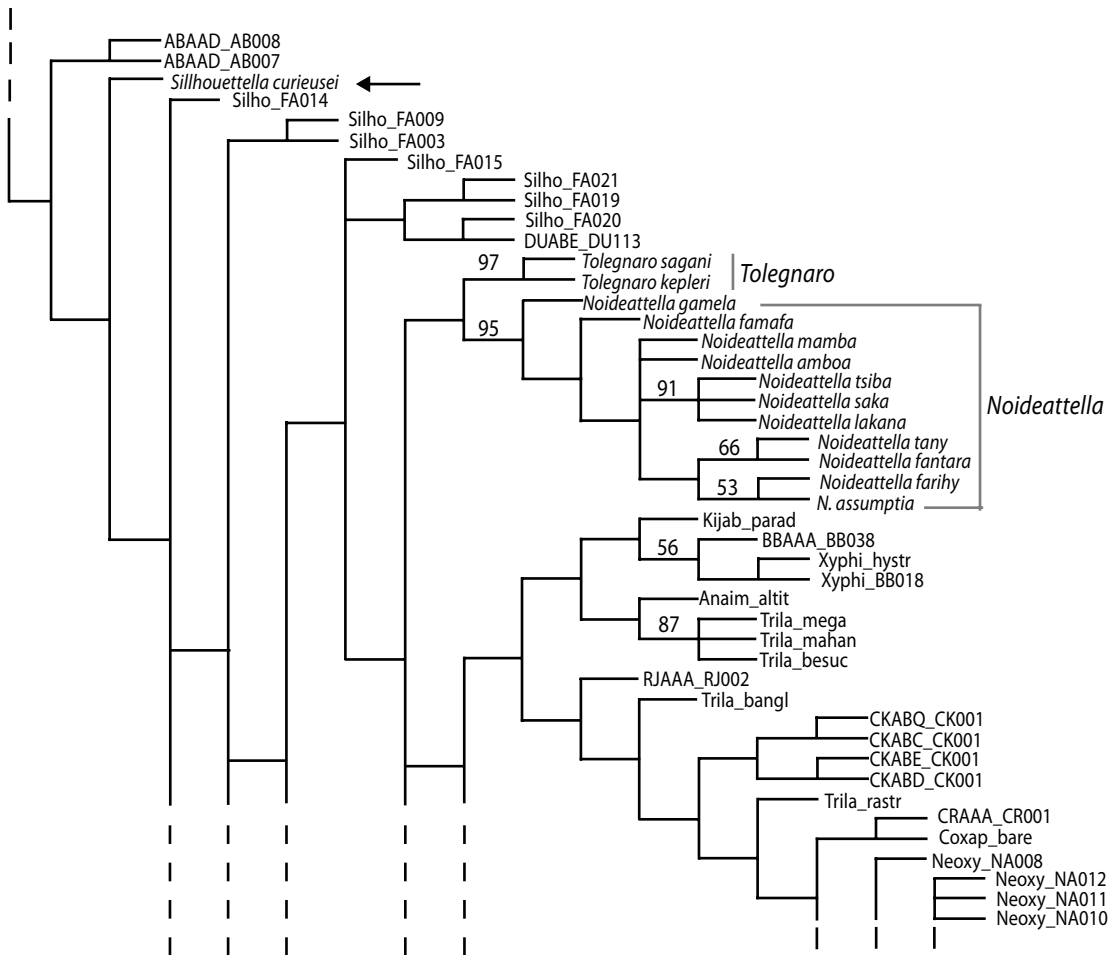 ABAAD_AB008
ABAAD_AB007
Sillhouettella curieusei
Silho_FA014
Silho_FA009
Silho_FA003
Silho_FA015
Silho_FA021
Silho_FA019
Silho_FA020
DUABE_DU113
97
Tolegnaro sagani
Tolegnaro kepleri
Tolegnaro
95
Noideattella gamela
Noideattella famafa
Noideattella mamba
Noideattella amboa
91
Noideattella tsiba
Noideattella saka
Noideattella lakana
Noideattella
66
Noideattella tany
Noideattella fantara
53
Noideattella farihy
N. assumptia
Kijab_parad
56
BBAAA_BB038
Xyphi_hystr
Xyphi_BB018
Anaim_altit
87
Trila_mega
Trila_mahan
Trila_besuc
RJAAA_RJ002
Trila_bangl
CKABQ_CK001
CKABC_CK001
CKABE_CK001
CKABD_CK001
Trila_rastr
CRAAA_CR001
Coxap_bare
Neoxy_NA008
Neoxy_NA012
Neoxy_NA011
Neoxy_NA010